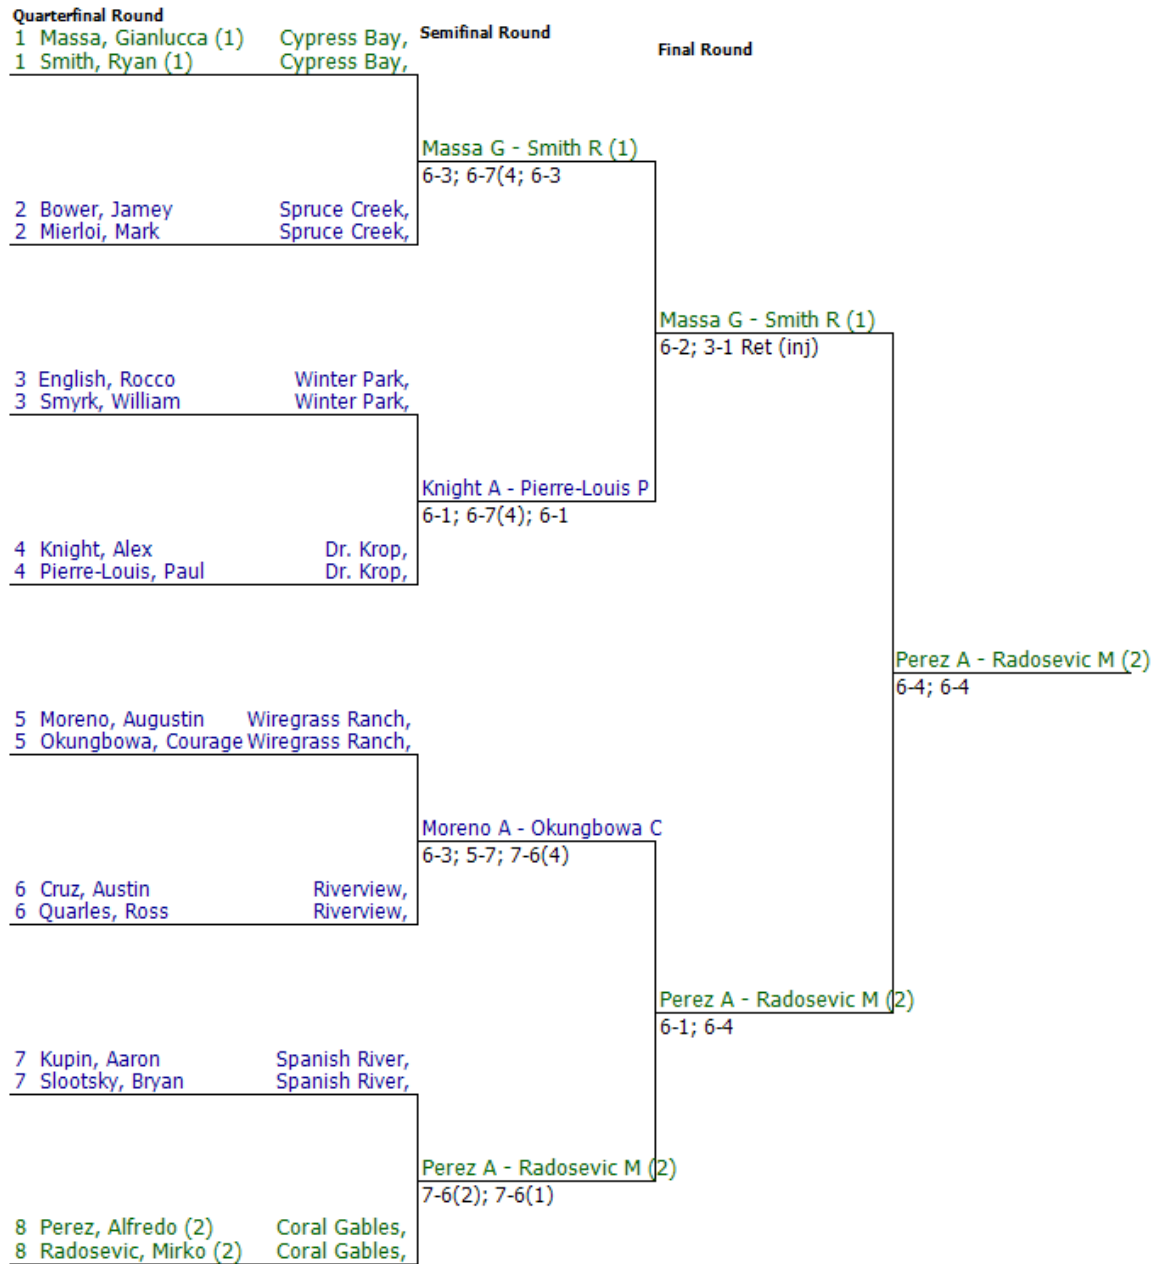 Quarterfinal Round
Semifinal Round
Final Round
1 Massa, Gianlucca (1) Cypress Bay,
1 Smith, Ryan (1) Cypress Bay,
Massa G - Smith R (1)
6-3; 6-7(4; 6-3
2 Bower, Jamey Spruce Creek,
2 Mierloi, Mark Spruce Creek,
Massa G - Smith R (1)
6-2; 3-1 Ret (inj)
3 English, Rocco Winter Park,
3 Smyrk, William Winter Park,
Knight A - Pierre-Louis P
6-1; 6-7(4); 6-1
4 Knight, Alex Dr. Krop,
4 Pierre-Louis, Paul Dr. Krop,
Perez A - Radosevic M (2)
6-4; 6-4
5 Moreno, Augustin Wiregrass Ranch,
5 Okungbowa, Courage Wiregrass Ranch,
Moreno A - Okungbowa C
6-3; 5-7; 7-6(4)
6 Cruz, Austin Riverview,
6 Quarles, Ross Riverview,
Perez A - Radosevic M (2)
6-1; 6-4
7 Kupin, Aaron Spanish River,
7 Slootsky, Bryan Spanish River,
Perez A - Radosevic M (2)
7-6(2); 7-6(1)
8 Perez, Alfredo (2) Coral Gables,
8 Radosevic, Mirko (2) Coral Gables,